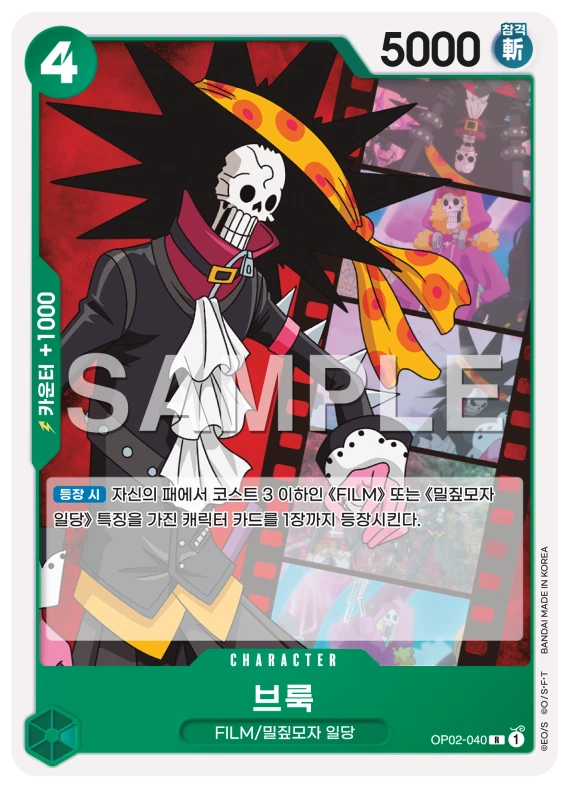 4
5000
참격
斬
⚡카운터 +1000
SAMPLE
등장 시 자신의 패에서 코스트 3 이하인 《FILM》 또는 《밀짚모자
일당》 특징을 가진 캐릭터 카드를 1장까지 등장시킨다.
CHARACTER
브룩
FILM/밀짚모자 일당
OP02-040 R 1
©EO/S ©O/S·F·T BANDAI MADE IN KOREA